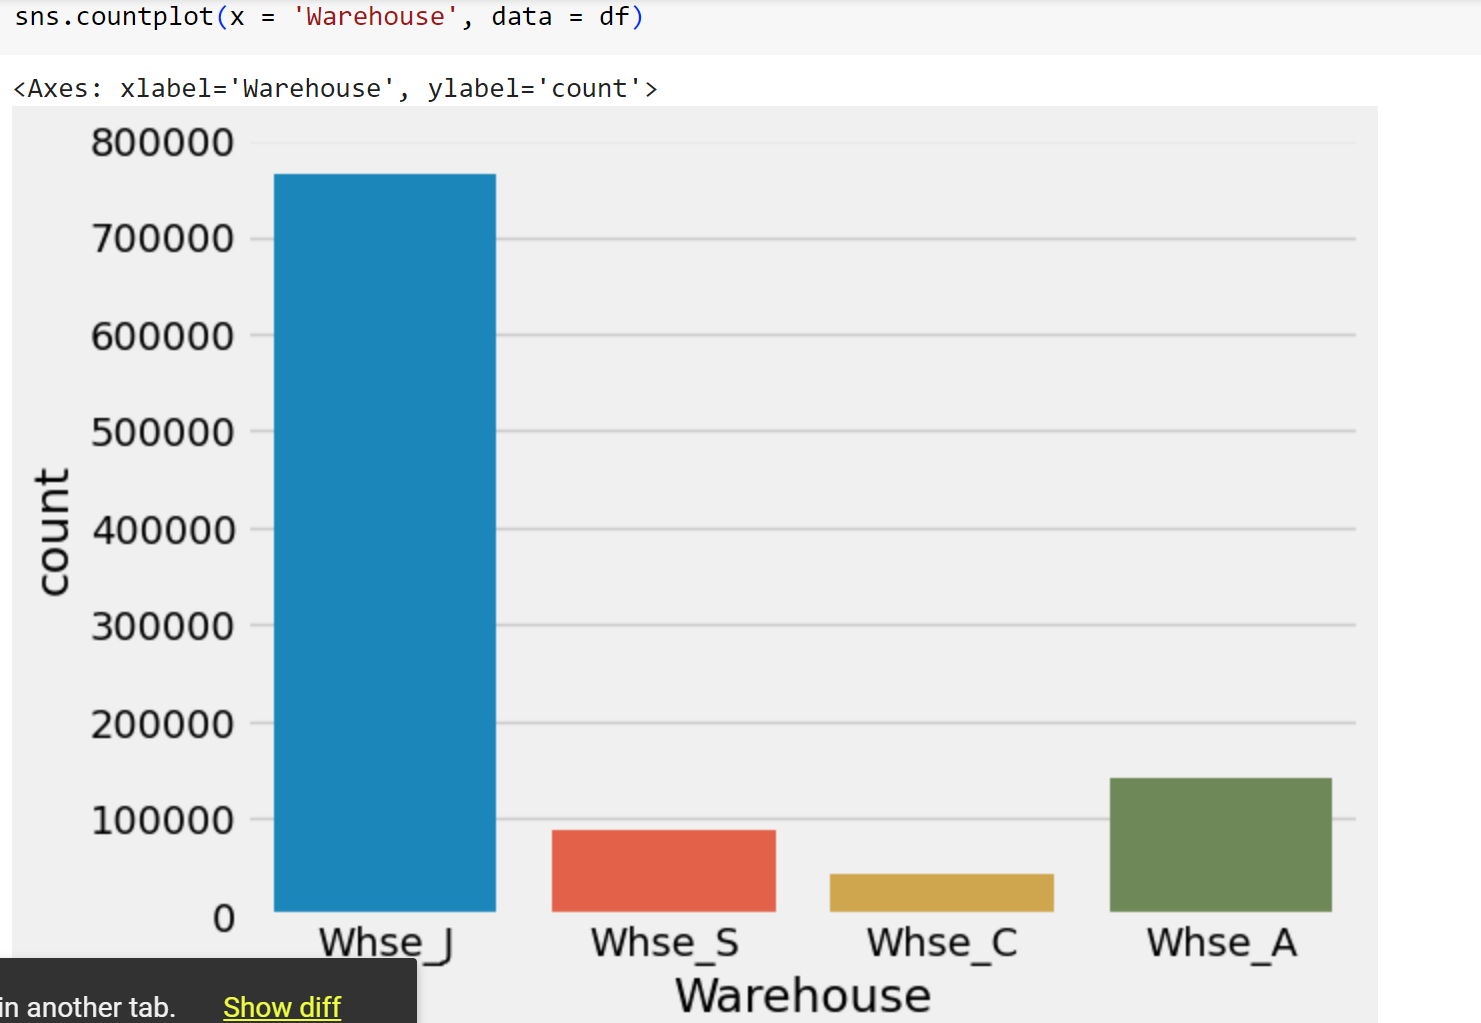 sns.countplot(x = 'Warehouse', data = df)
<Axes: xlabel='Warehouse', ylabel='count'>
800000
700000
600000
500000
400000
300000
200000
100000
0
count
Whse_J Whse_S Whse_C Whse_A
Warehouse
in another tab. Show diff